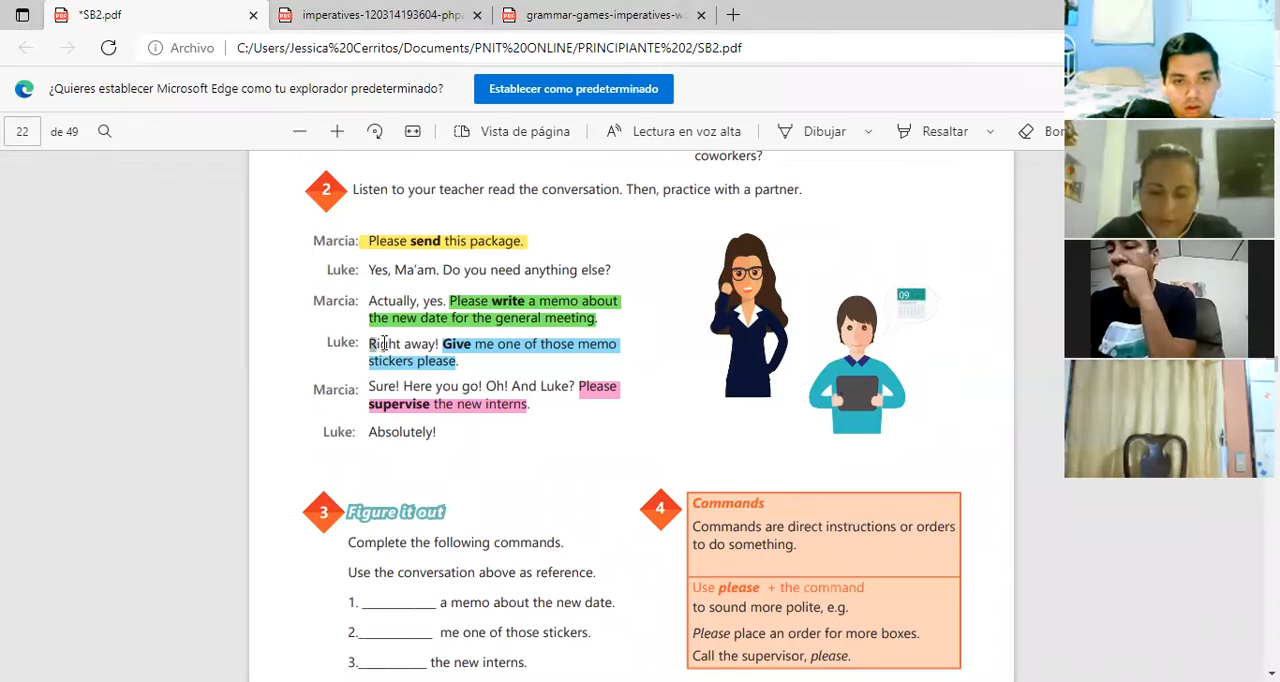 *SB2.pdf
imperatives-120314193604-php
grammar-games-imperatives-w
Archivo
C:/Users/Jessica%20Cerritos/Documents/PNIT%20ONLINE/PRINCIPIANTE%202/SB2.pdf
¿Quieres establecer Microsoft Edge como tu explorador predeterminado?
Establecer como predeterminado
22
de 49
Vista de página
Lectura en voz alta
Dibujar
Resaltar
Bor
coworkers?
2
Listen to your teacher read the conversation. Then, practice with a partner.
Marcia: Please send this package.
Luke: Yes, Ma'am. Do you need anything else?
Marcia: Actually, yes. Please write a memo about
the new date for the general meeting.
Luke: Right away! Give me one of those memo
stickers please.
Marcia: Sure! Here you go! Oh! And Luke? Please
supervise the new interns.
Luke: Absolutely!
09
3
Figure it out
Complete the following commands.
Use the conversation above as reference.
1. ___________ a memo about the new date.
2.___________ me one of those stickers.
3.__________ the new interns.
4
Commands
Commands are direct instructions or orders
to do something.
Use please + the command
to sound more polite, e.g.
Please place an order for more boxes.
Call the supervisor, please.